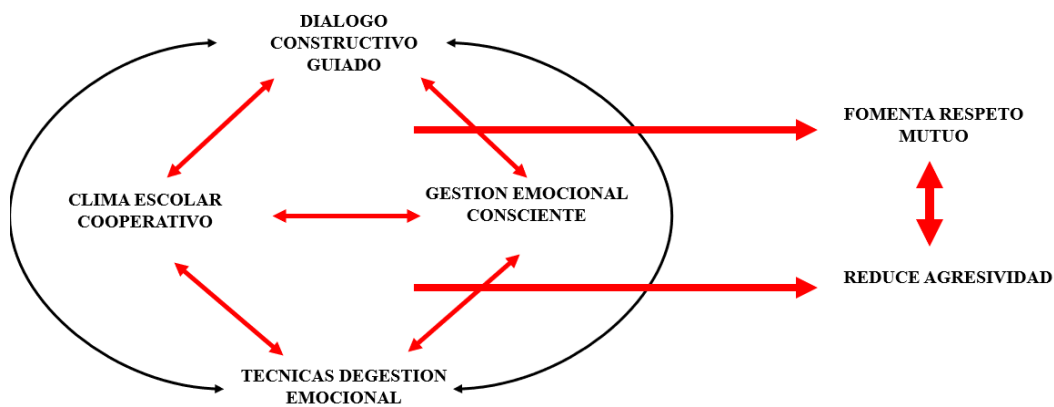 DIALOGO
CONSTRUCTIVO
GUIADO
FOMENTA RESPETO
MUTUO
CLIMA ESCOLAR
COOPERATIVO
GESTION EMOCIONAL
CONSCIENTE
REDUCE AGRESIVIDAD
TECNICAS DEGESTION
EMOCIONAL